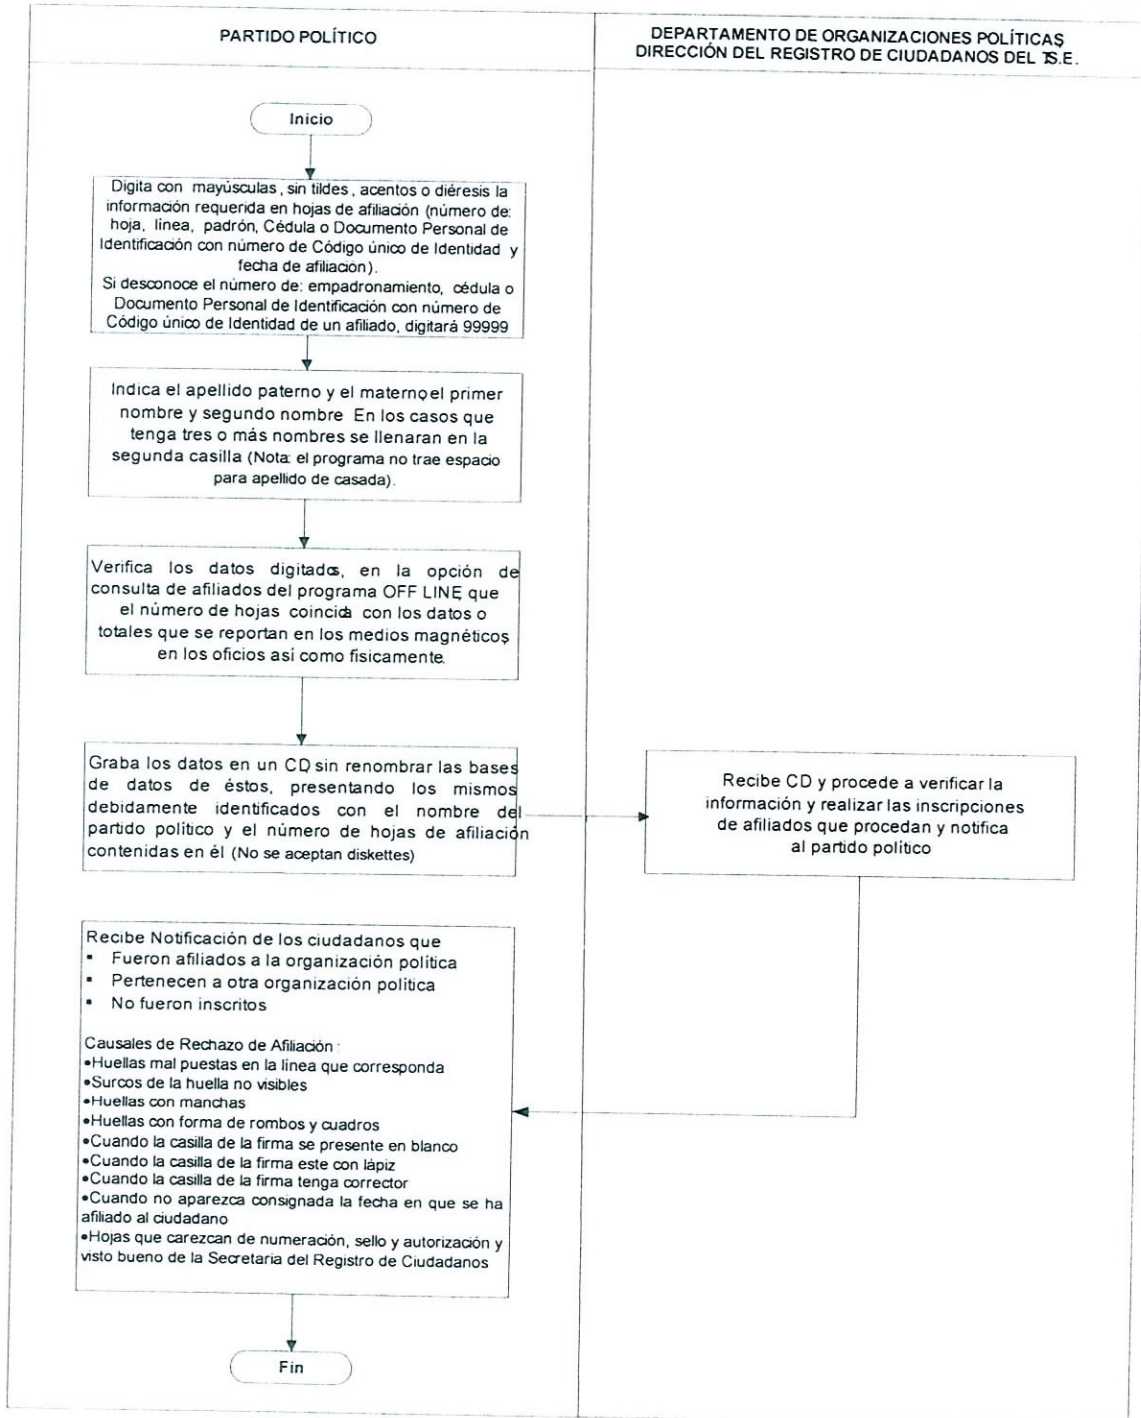 PARTIDO POLÍTICO
DEPARTAMENTO DE ORGANIZACIONES POLÍTICAS
DIRECCIÓN DEL REGISTRO DE CIUDADANOS DEL T.S.E.
Inicio
Digita con mayúsculas, sin tildes, acentos o diéresis la
información requerida en hojas de afiliación (número de:
hoja, línea, padrón, Cédula o Documento Personal de
Identificación con número de Código único de Identidad y
fecha de afiliación).
Si desconoce el número de: empadronamiento, cédula o
Documento Personal de Identificación con número de
Código único de Identidad de un afiliado, digitará 99999
Indica el apellido paterno y el materno, el primer
nombre y segundo nombre En los casos que
tenga tres o más nombres se llenaran en la
segunda casilla (Nota: el programa no trae espacio
para apellido de casada).
Verifica los datos digitados, en la opción de
consulta de afiliados del programa OFF LINE, que
el número de hojas coincida con los datos o
totales que se reportan en los medios magnéticos,
en los oficios así como físicamente.
Graba los datos en un CD, sin renombrar las bases
de datos de éstos, presentando los mismos
debidamente identificados con el nombre del
partido político y el número de hojas de afiliación
contenidas en él (No se aceptan diskettes)
Recibe CD y procede a verificar la
información y realizar las inscripciones
de afiliados que procedan y notifica
al partido político
Recibe Notificación de los ciudadanos que
▪ Fueron afiliados a la organización política
▪ Pertenecen a otra organización política
▪ No fueron inscritos
Causales de Rechazo de Afiliación:
•Huellas mal puestas en la línea que corresponda
•Surcos de la huella no visibles
•Huellas con manchas
•Huellas con forma de rombos y cuadros
•Cuando la casilla de la firma se presente en blanco
•Cuando la casilla de la firma este con lápiz
•Cuando la casilla de la firma tenga corrector
•Cuando no aparezca consignada la fecha en que se ha
afiliado al ciudadano
•Hojas que carezcan de numeración, sello y autorización y
visto bueno de la Secretaria del Registro de Ciudadanos
Fin